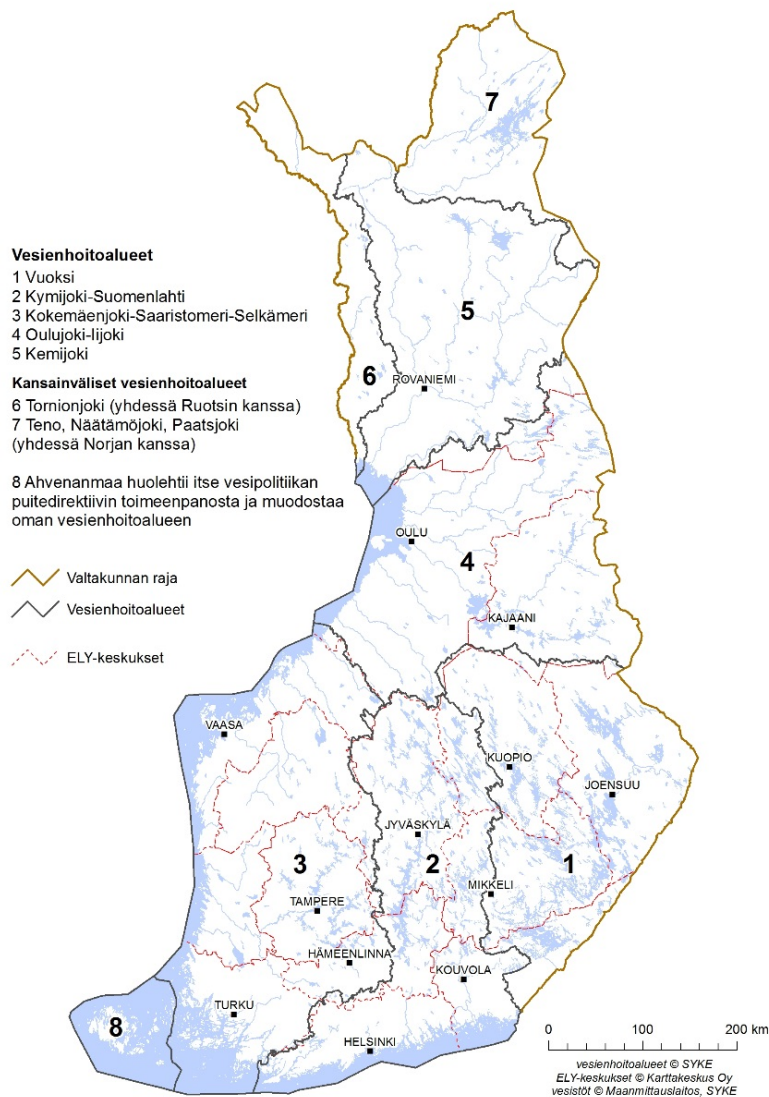 7
Vesienhoitoalueet
1 Vuoksi
2 Kymijoki-Suomenlahti
3 Kokemäenjoki-Saaristomeri-Selkämeri
4 Oulujoki-Iijoki
5 Kemijoki
Kansainväliset vesienhoitoalueet
6 Tornionjoki (yhdessä Ruotsin kanssa)
7 Teno, Näätämöjoki, Paatsjoki
(yhdessä Norjan kanssa)
8 Ahvenanmaa huolehtii itse vesipolitiikan
puitedirektiivin toimeenpanosta ja muodostaa
oman vesienhoitoalueen
Valtakunnan raja
Vesienhoitoalueet
ELY-keskukset
5
6
ROVANIEMI
OULU
4
KAJAANI
VAASA
KUOPIO
JOENSUU
JYVÄSKYLÄ
3
2
1
MIKKELI
TAMPERE
HÄMEENLINNA
KOUVOLA
TURKU
8
HELSINKI
0 100 200 km
vesienhoitoalueet © SYKE
ELY-keskukset © Karttakeskus Oy
vesistöt © Maanmittauslaitos, SYKE